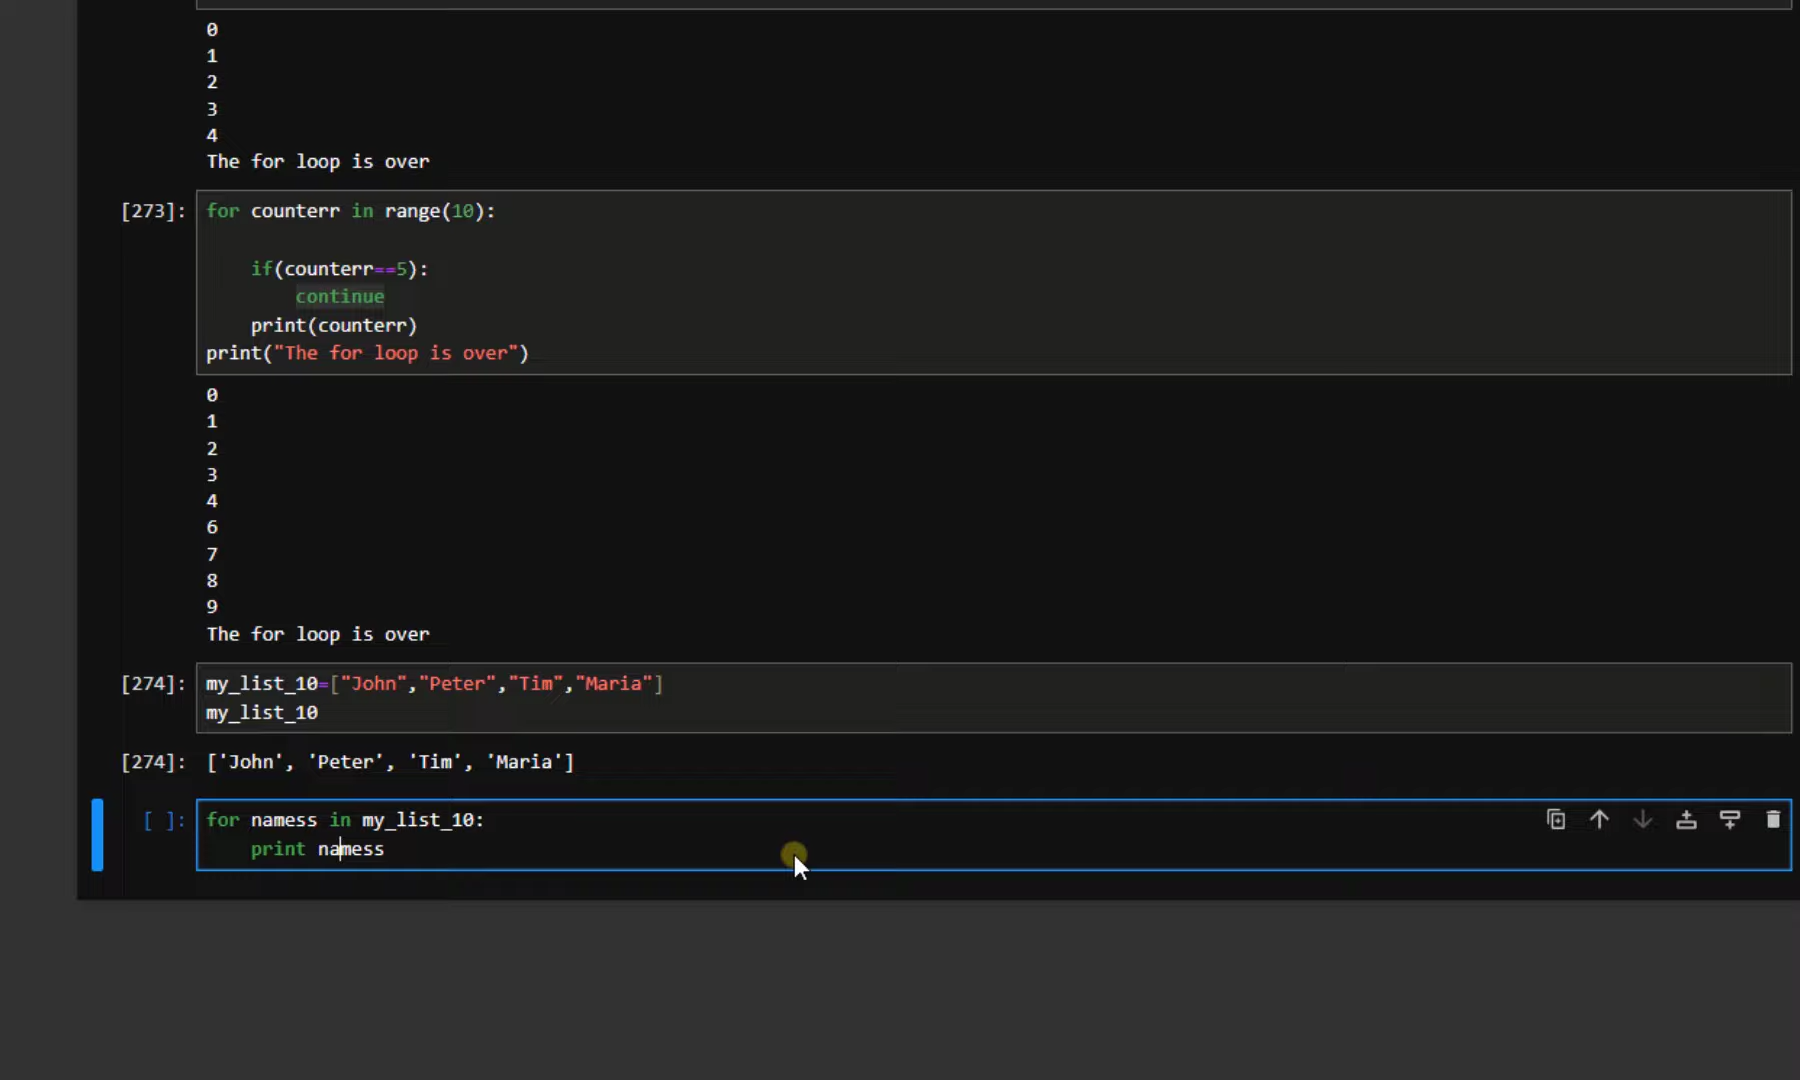 0
1
2
3
4
The for loop is over
[273]: for counterr in range(10):
if(counterr==5):
continue
print(counterr)
print("The for loop is over")
0
1
2
3
4
6
7
8
9
The for loop is over
[274]: my_list_10=["John","Peter","Tim","Maria"]
my_list_10
[274]: ['John', 'Peter', 'Tim', 'Maria']
[ ]: for namess in my_list_10:
print namess